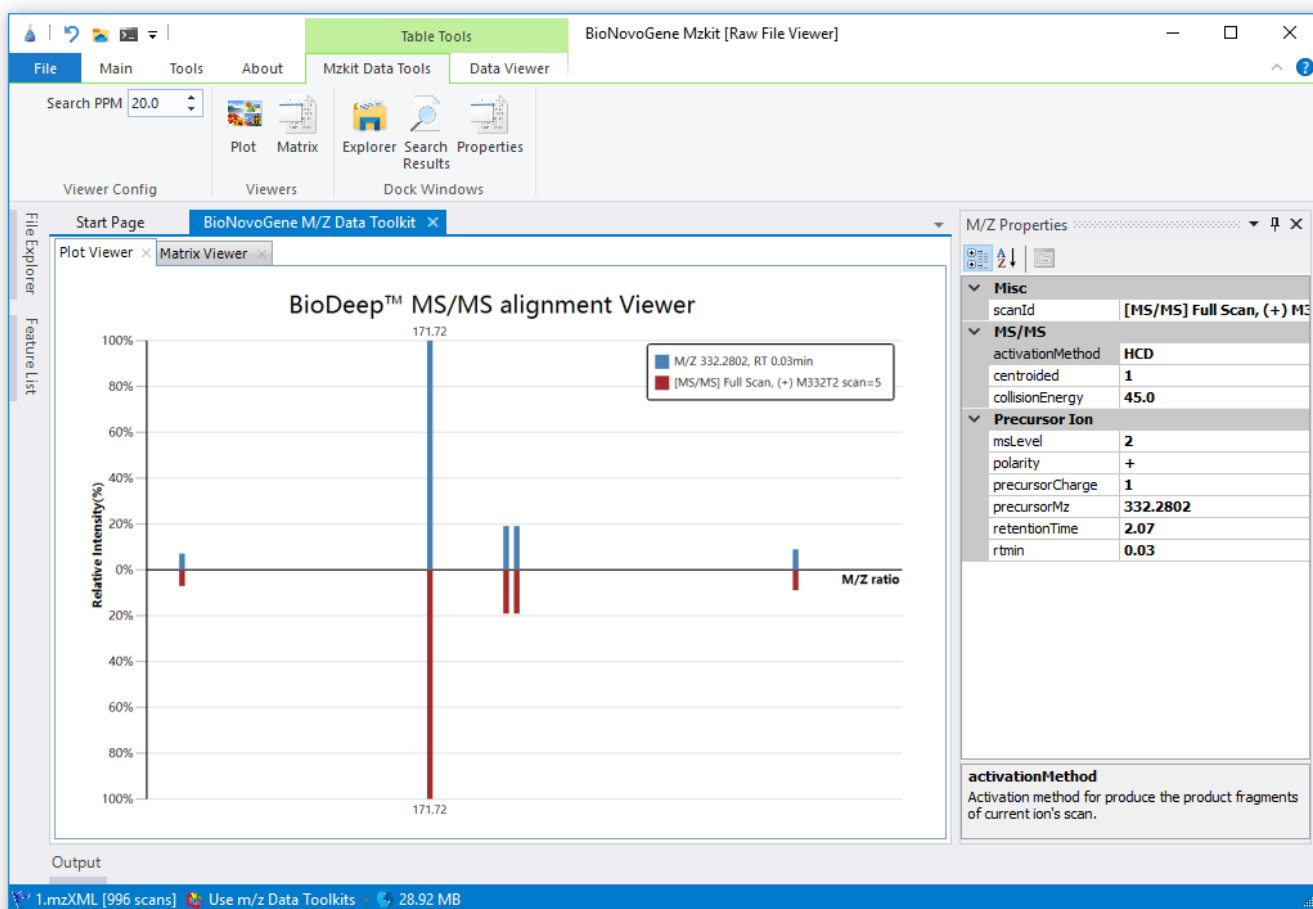 Table Tools
BioNovoGene Mzkit [Raw File Viewer]
File Main Tools About Mzkit Data Tools Data Viewer
Search PPM 20.0
Plot Matrix Explorer Search Results Properties
Viewer Config Viewers Dock Windows
File Explorer
Feature List
Start Page BioNovoGene M/Z Data Toolkit
Plot Viewer Matrix Viewer
BioDeep™ MS/MS alignment Viewer
171.72
M/Z 332.2802, RT 0.03min
[MS/MS] Full Scan, (+) M332T2 scan=5
100%
80%
60%
40%
20%
0%
20%
40%
60%
80%
100%
Relative Intensity(%)
M/Z ratio
171.72
M/Z Properties
Misc
scanId [MS/MS] Full Scan, (+) M3
MS/MS
activationMethod HCD
centroided 1
collisionEnergy 45.0
Precursor Ion
msLevel 2
polarity +
precursorCharge 1
precursorMz 332.2802
retentionTime 2.07
rtmin 0.03
activationMethod
Activation method for produce the product fragments
of current ion's scan.
Output
1.mzXML [996 scans] Use m/z Data Toolkits 28.92 MB